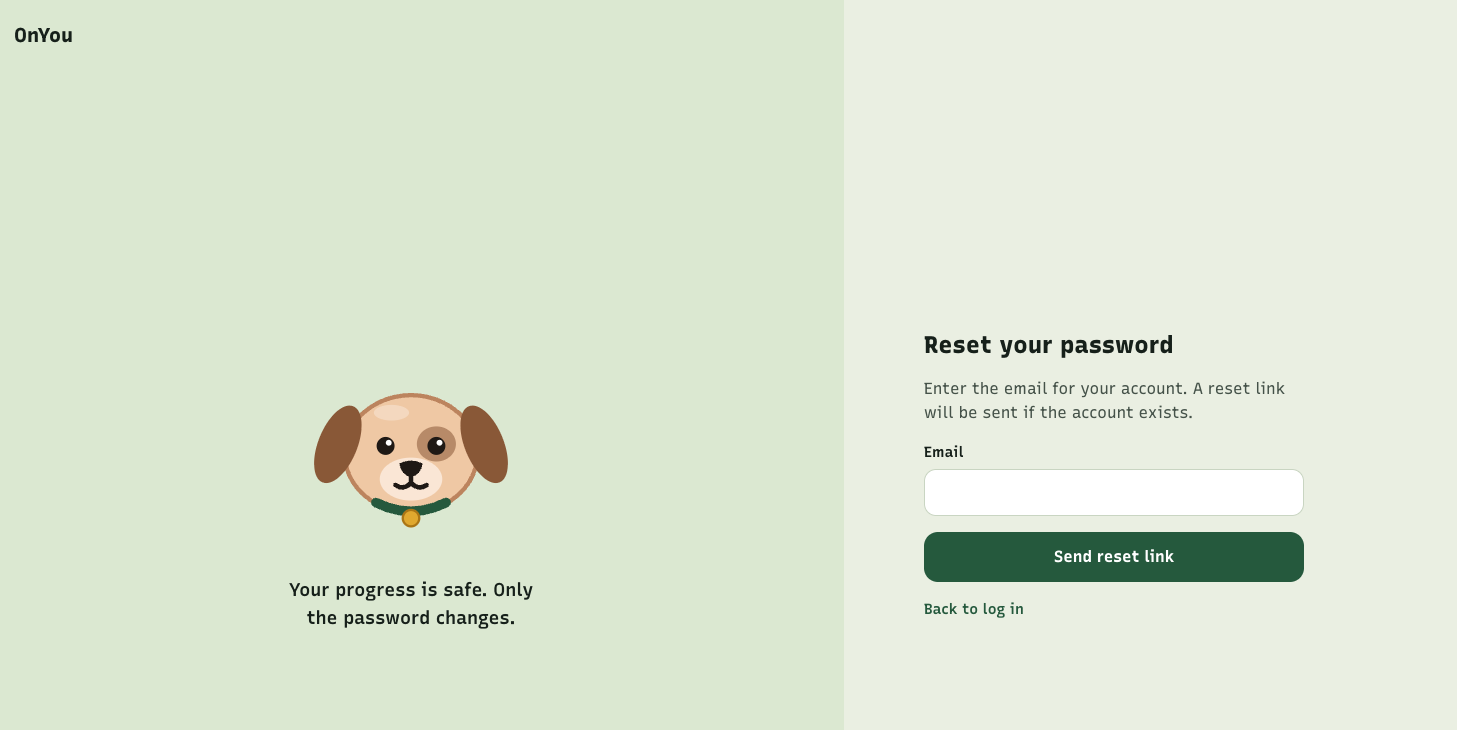 OnYou
Your progress is safe. Only
the password changes.
Reset your password
Enter the email for your account. A reset link
will be sent if the account exists.
Email
Send reset link
Back to log in